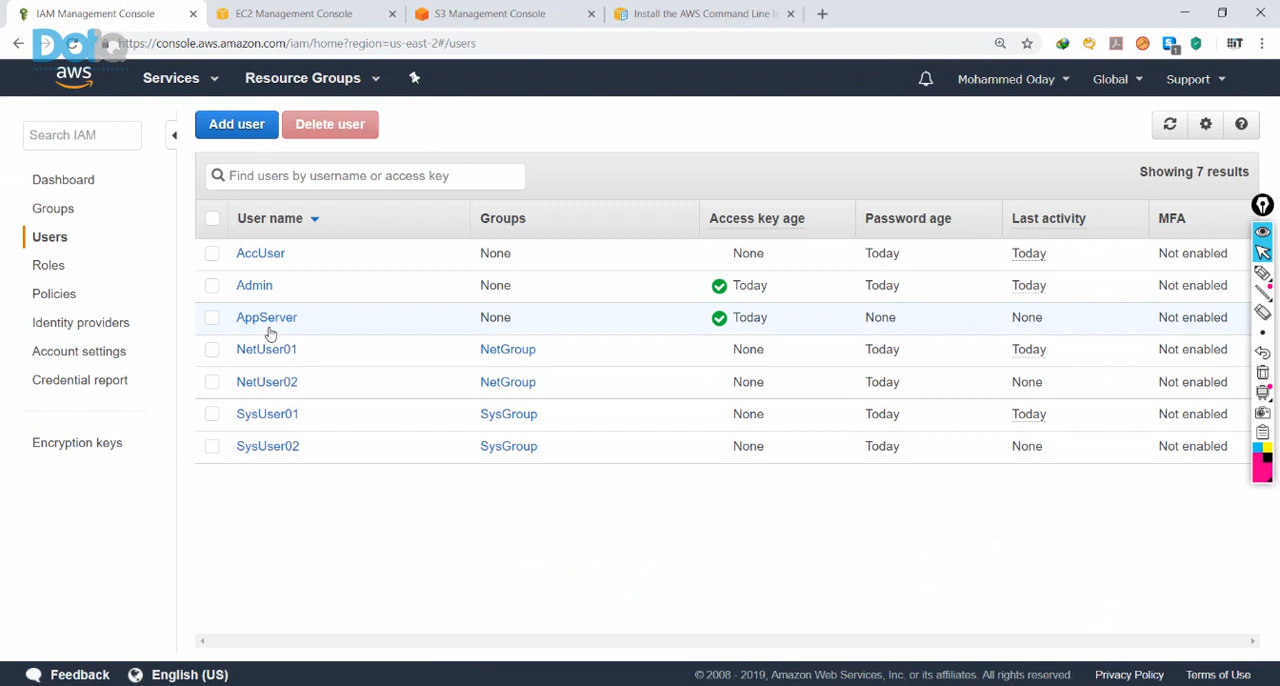 IAM Management Console
EC2 Management Console
S3 Management Console
Install the AWS Command Line I
https://console.aws.amazon.com/iam/home?region=us-east-2#/users
aws
Services
Resource Groups
Mohammed Oday
Global
Support
Search IAM
Dashboard
Groups
Users
Roles
Policies
Identity providers
Account settings
Credential report
Encryption keys
Add user
Delete user
Find users by username or access key
Showing 7 results
User name Groups Access key age Password age Last activity MFA
AccUser None None Today Today Not enabled
Admin None Today Today Today Not enabled
AppServer None Today None None Not enabled
NetUser01 NetGroup None Today Today Not enabled
NetUser02 NetGroup None Today None Not enabled
SysUser01 SysGroup None Today Today Not enabled
SysUser02 SysGroup None Today None Not enabled
Feedback
English (US)
© 2008 - 2019, Amazon Web Services, Inc. or its affiliates. All rights reserved.
Privacy Policy
Terms of Use